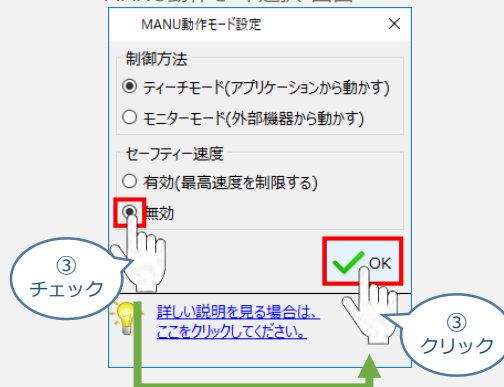 MANU動作モード設定
制御方法
ティーチモード(アプリケーションから動かす)
モニターモード(外部機器から動かす)
セーフティー速度
有効(最高速度を制限する)
無効
OK
③
チェック
詳しい説明を見る場合は、
ここをクリックしてください。
③
クリック